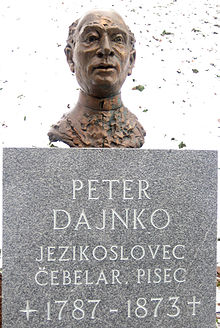 PETER
DAJNKO
JEZIKOSLOVEC
ČEBELAR, PISEC
+ 1787 - 1873 †